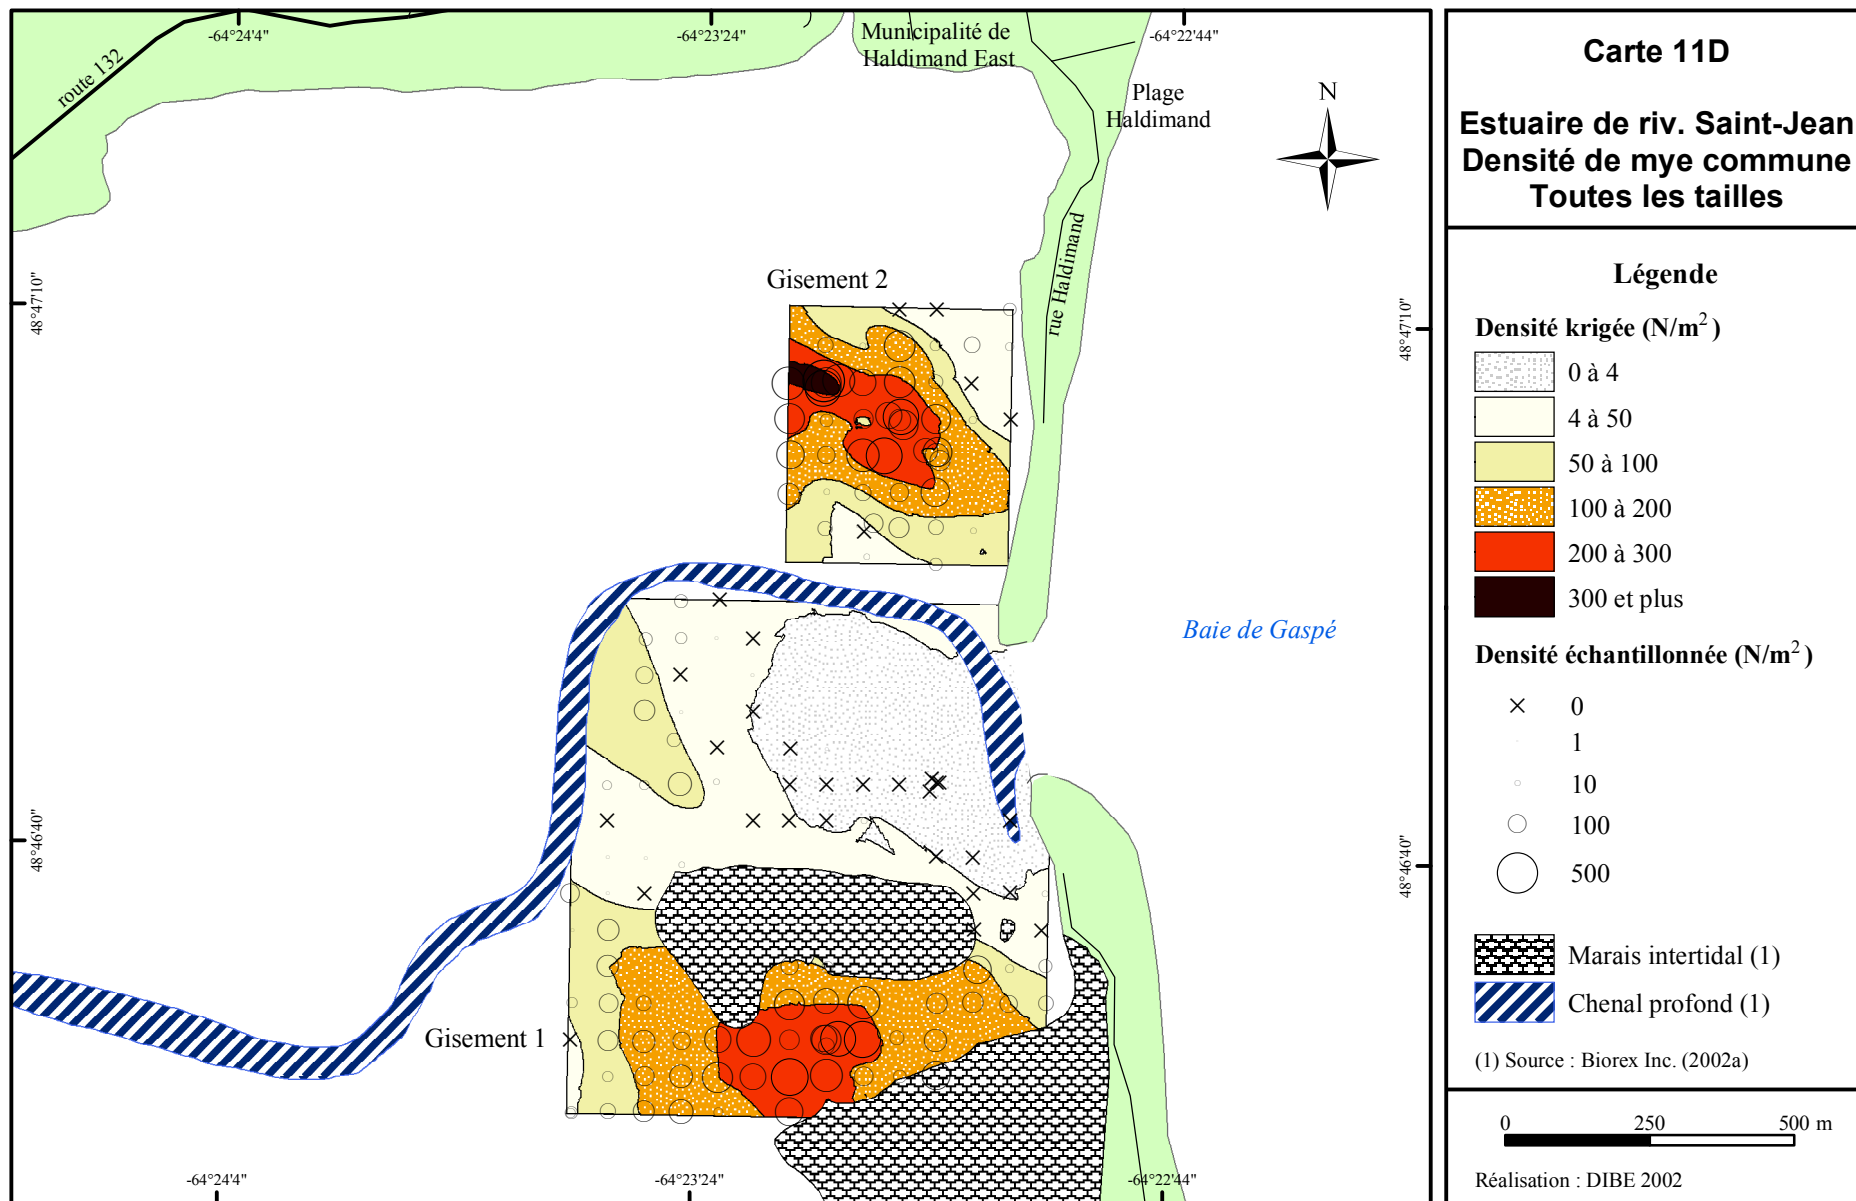 -64°24'4"
-64°23'24"
Municipalité de
Haldimand East
-64°22'44"
route 132
Plage
Haldimand
N
rue Haldimand
48°47'10"
48°47'10"
Gisement 2
Baie de Gaspé
48°46'40"
48°46'40"
Gisement 1
-64°24'4"
-64°23'24"
-64°22'44"
Carte 11D
Estuaire de riv. Saint-Jean
Densité de mye commune
Toutes les tailles
Légende
Densité krigée (N/m²)
0 à 4
4 à 50
50 à 100
100 à 200
200 à 300
300 et plus
Densité échantillonnée (N/m²)
0
1
10
100
500
Marais intertidal (1)
Chenal profond (1)
(1) Source : Biorex Inc. (2002a)
0 250 500 m
Réalisation : DIBE 2002